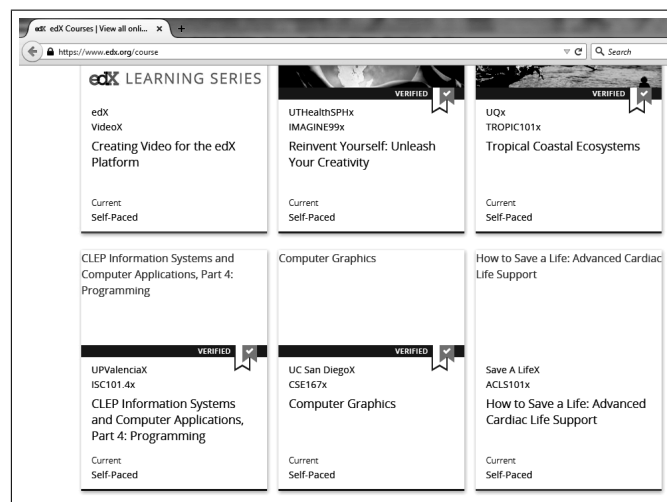 edX edX Courses | View all onli... × +
https://www.edx.org/course
Search
edX LEARNING SERIES
edX
VideoX
Creating Video for the edX
Platform
Current
Self-Paced
VERIFIED
UTHealthSPHx
IMAGINE99x
Reinvent Yourself: Unleash
Your Creativity
Current
Self-Paced
VERIFIED
UQx
TROPIC101x
Tropical Coastal Ecosystems
Current
Self-Paced
CLEP Information Systems and
Computer Applications, Part 4:
Programming
VERIFIED
UPValenciaX
ISC101.4x
CLEP Information Systems
and Computer Applications,
Part 4: Programming
Current
Self-Paced
Computer Graphics
VERIFIED
UC San DiegoX
CSE167x
Computer Graphics
Current
Self-Paced
How to Save a Life: Advanced Cardiac
Life Support
Save A LifeX
ACLS101x
How to Save a Life: Advanced
Cardiac Life Support
Current
Self-Paced